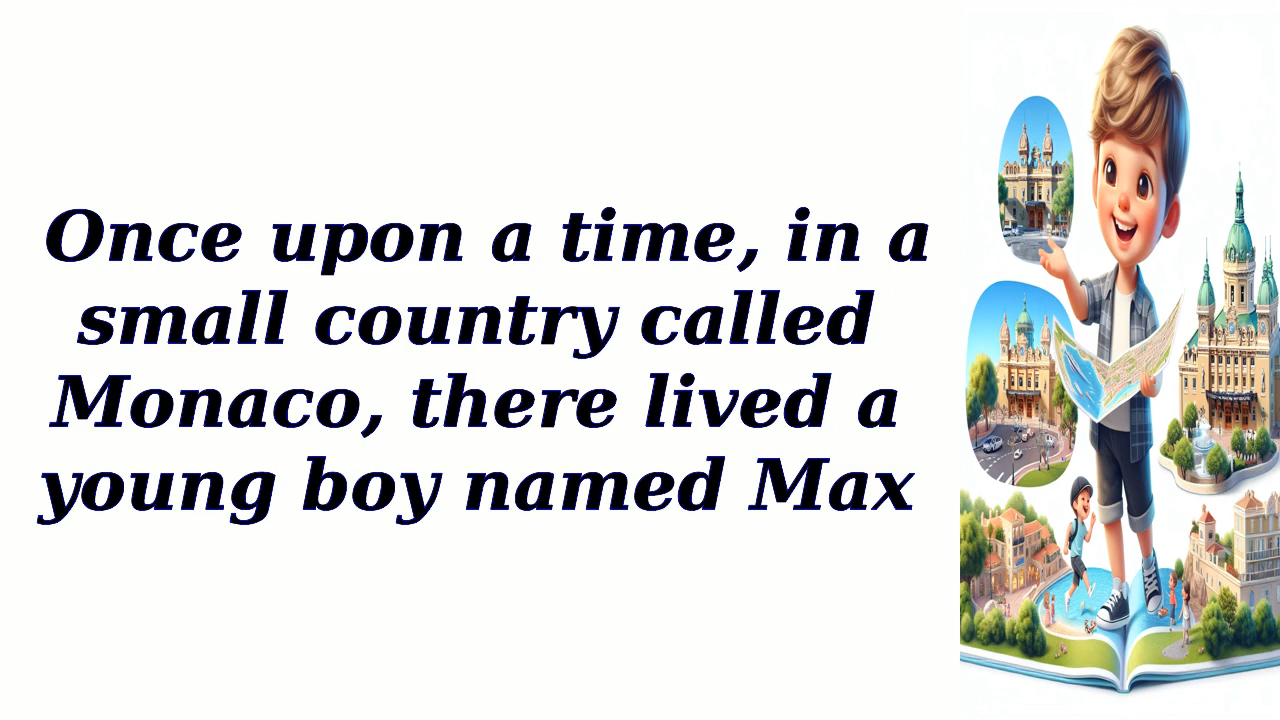 Once upon a time, in a
small country called
Monaco, there lived a
young boy named Max